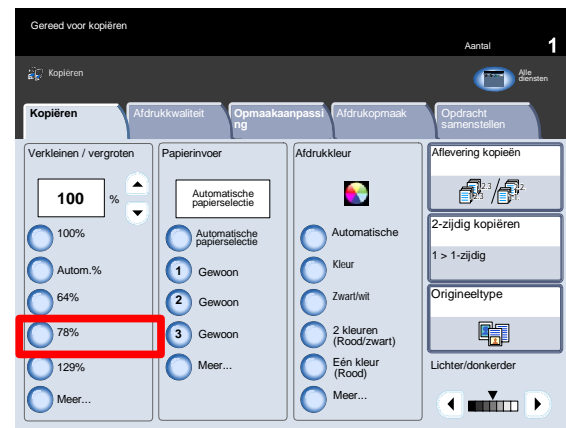 Gereed voor kopiëren
Aantal 1
Kopiëren
Alle
diensten
Kopiëren
Afdrukkwaliteit
Opmaakaanpassi
ng
Afdrukopmaak
Opdracht
samenstellen
Verkleinen / vergroten
100 %
100%
Autom.%
64%
78%
129%
Meer...
Papierinvoer
Automatische
papierselectie
Automatische
papierselectie
1 Gewoon
2 Gewoon
3 Gewoon
Meer...
Afdrukkleur
Automatische
Kleur
Zwart/wit
2 kleuren
(Rood/zwart)
Eén kleur
(Rood)
Meer...
Aflevering kopieën
2-zijdig kopiëren
1 > 1-zijdig
Origineeltype
Lichter/donkerder